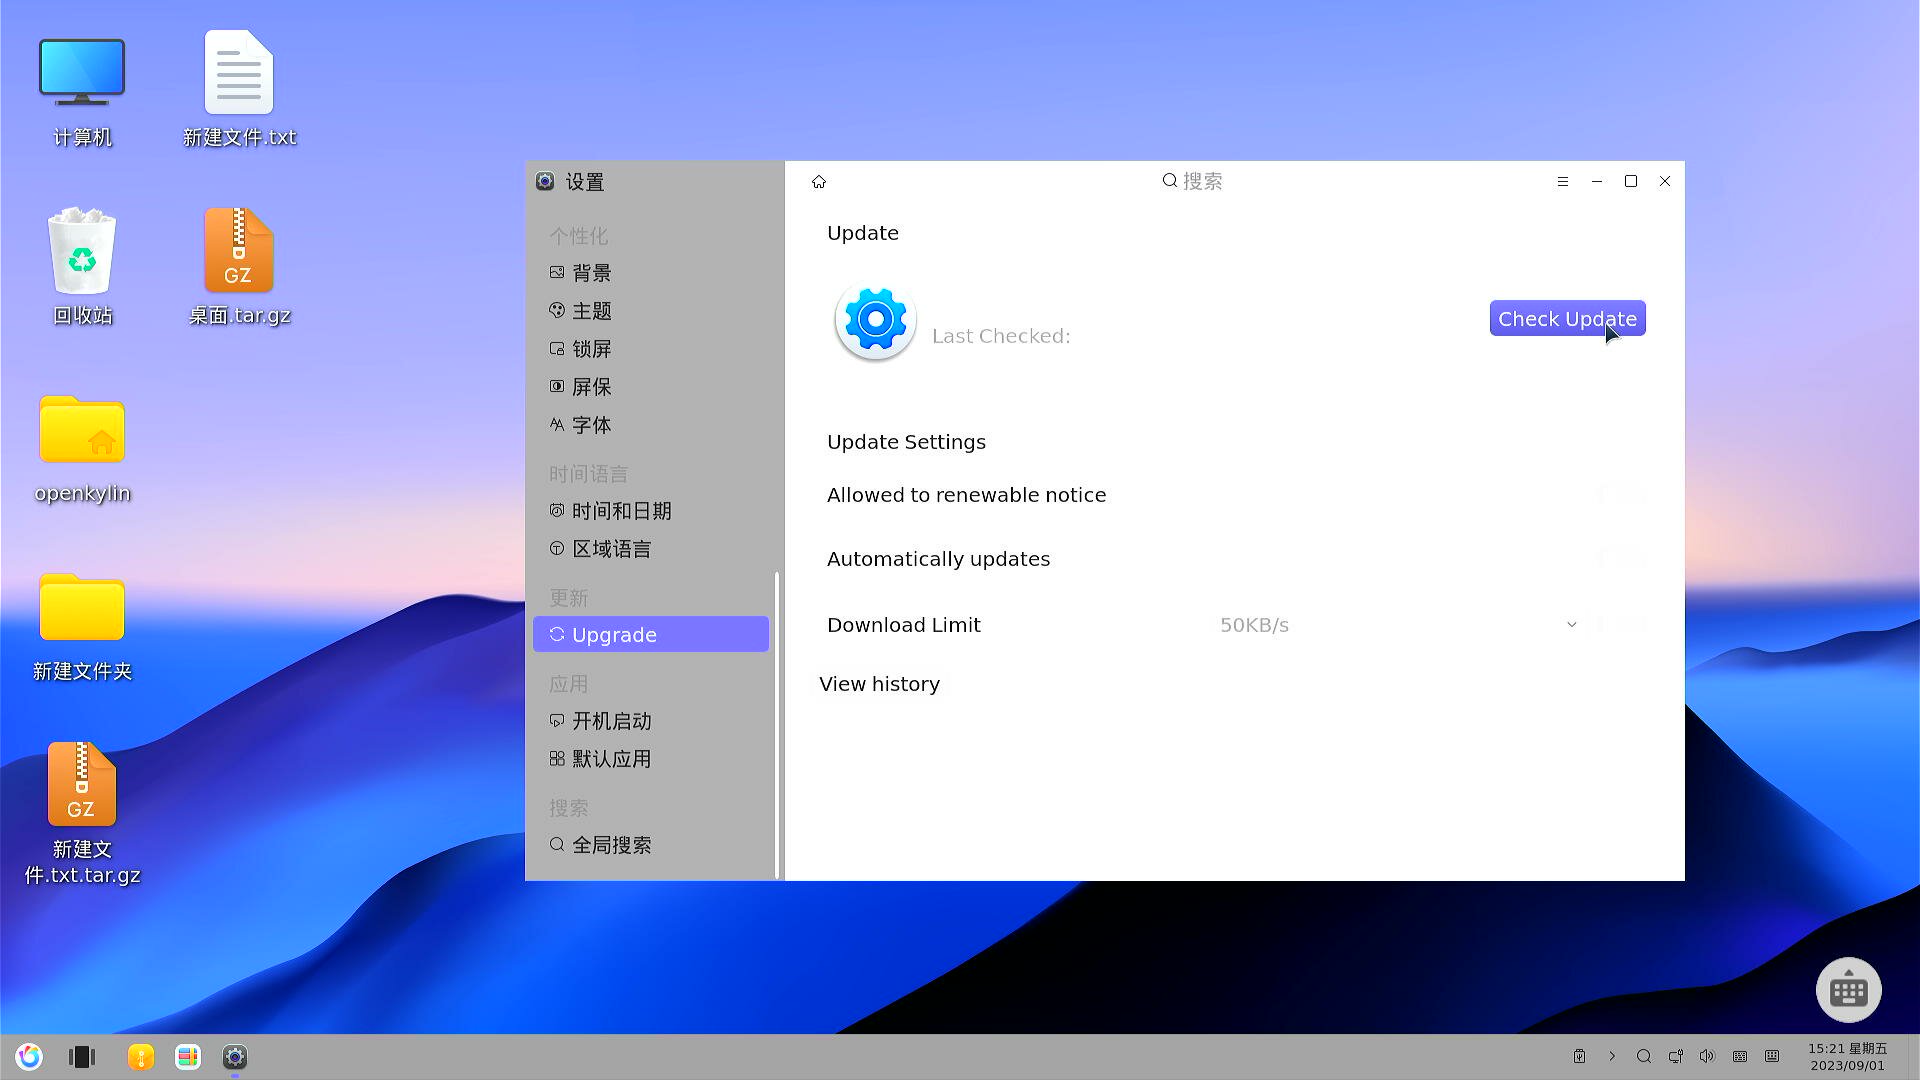 计算机
新建文件.txt
回收站
GZ
桌面.tar.gz
openkylin
新建文件夹
GZ
新建文
件.txt.tar.gz
设置
个性化
背景
主题
锁屏
屏保
字体
时间语言
时间和日期
区域语言
更新
Upgrade
应用
开机启动
默认应用
搜索
全局搜索
搜索
Update
Last Checked:
Check Update
Update Settings
Allowed to renewable notice
Automatically updates
Download Limit
50KB/s
View history
15:21 星期五
2023/09/01